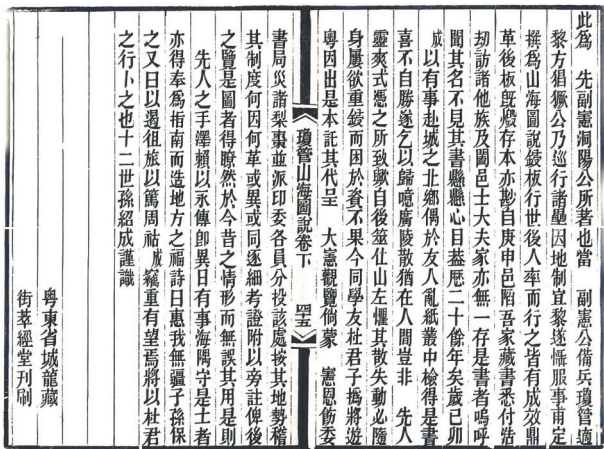 此爲　先副憲洞陽公所著也當　副憲公備兵瓊管適
黎方猖獗公乃巡行諸壘因地制宜黎遂慑服事甫定
撰爲山海圖說鋟板行世後人率而行之皆有成效鼎
革後板旣燬存本亦尠自庚申邑陷吾家藏書悉付浩
劫訪諸他族及闔邑士大夫家亦無一存是書者嗚呼
聞其名不見其書懸懸心目葢歷二十餘年矣歲己卯
成以有事赴城之北鄉偶於友人亂紙叢中檢得是書
喜不自勝遂乞以歸噫廣陵散猶在人間豈非　先人
靈爽式憑之所致歟自後筮仕山左懼其散失動必隨
身屢欲重鋟而困於資不果今同學友杜君子撝將遊
粵因出是本託其代呈　大憲觀覽倘蒙　憲恩飭委
瓊管山海圖說卷下　四十五
書局災諸梨棗並派印委各員分投該處按其地勢稽
其制度何因何革或異或同逐細考證附以旁註俾後
之覽是圖者得瞭然於今昔之情形而無誤其用是則
先人之手澤賴以永傳卽異日有事海隅守是土者
亦得奉爲指南而造地方之福詩曰惠我無疆子孫保
之又曰以遏徂旅以篤周祜成竊重有望焉將以杜君
之行卜之也十二世孫紹成謹識
粵東省城龍藏
街萃經堂刊刷